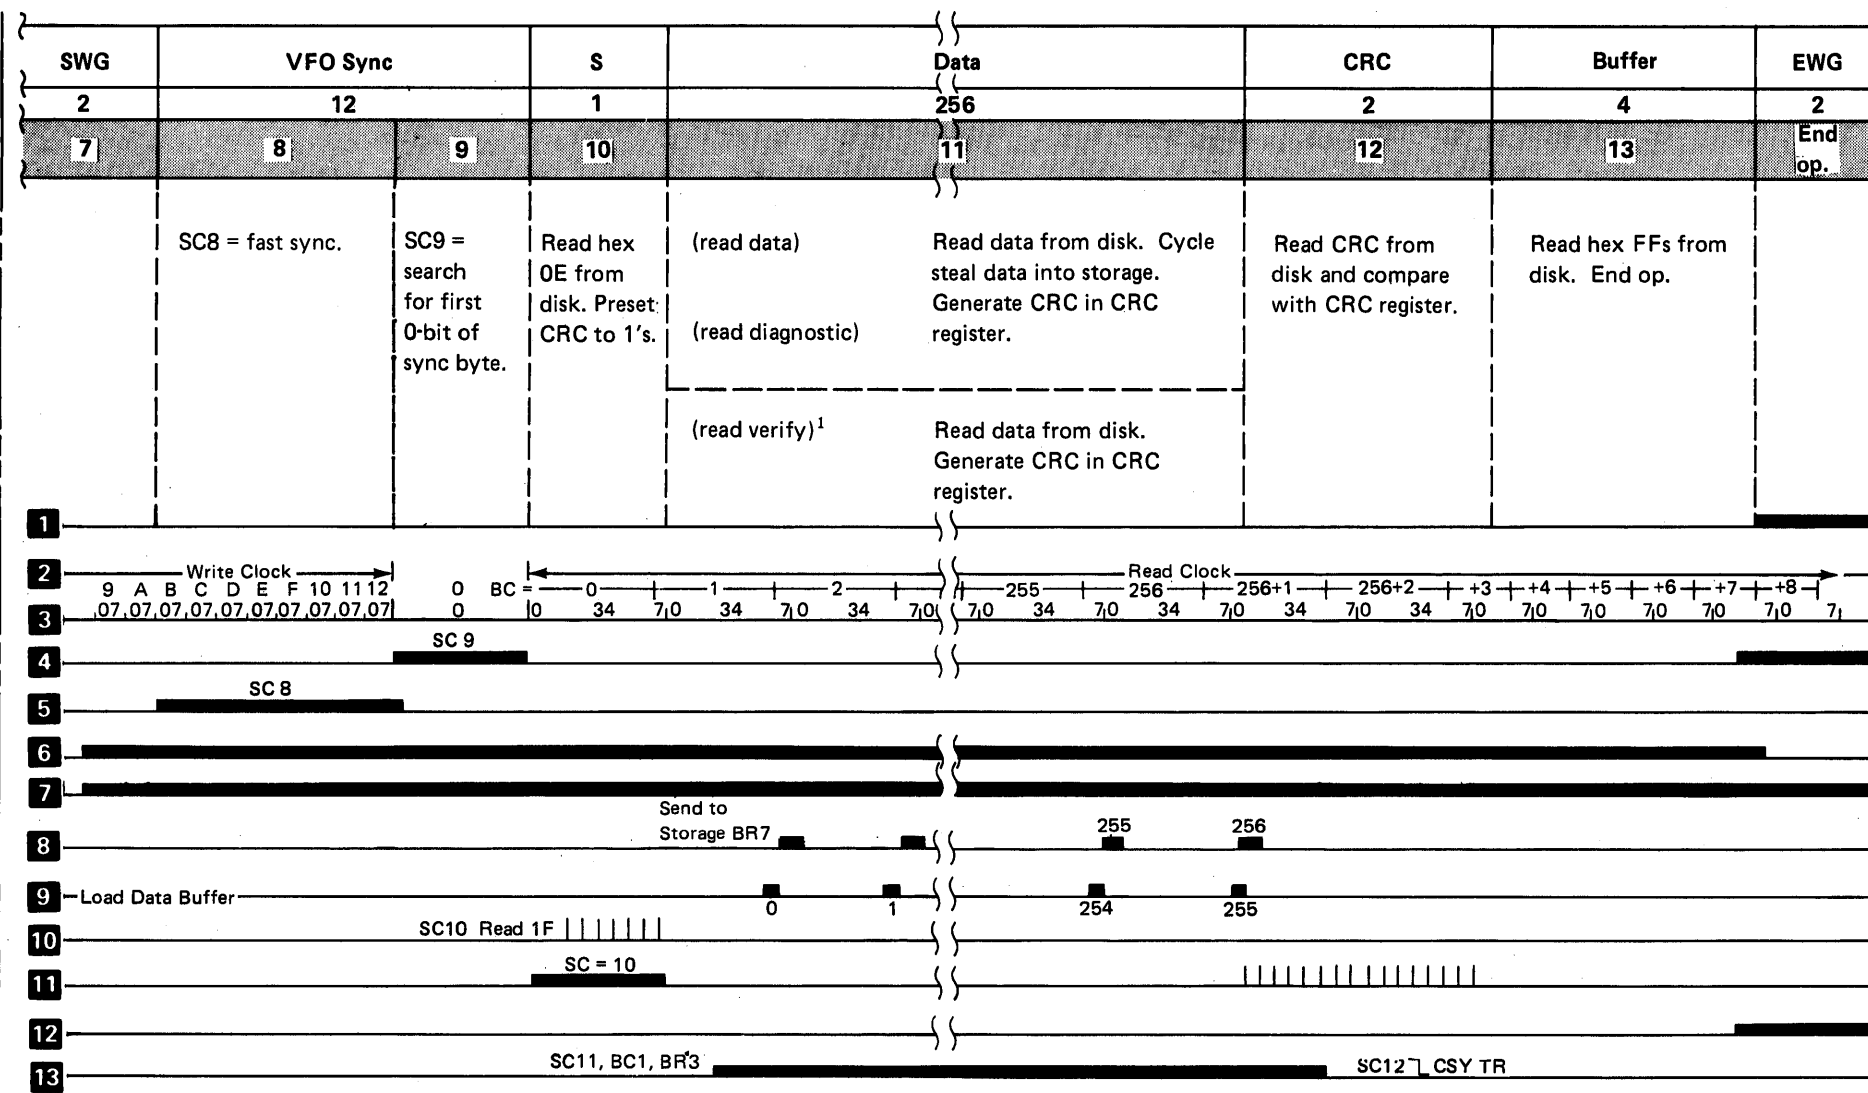 SWG VFO Sync S Data CRC Buffer EWG
2 12 1 256 2 4 2
7 8 9 10 11 12 13 End op.
SC8 = fast sync.
SC9 =
search
for first
0-bit of
sync byte.
Read hex
0E from
disk. Preset
CRC to 1's.
(read data)
(read diagnostic)
Read data from disk. Cycle
steal data into storage.
Generate CRC in CRC
register.
(read verify)¹
Read data from disk.
Generate CRC in CRC
register.
Read CRC from
disk and compare
with CRC register.
Read hex FFs from
disk. End op.
1
2 Write Clock Read Clock
9 A B C D E F 10 11 12 0 BC = 0 1 2 255 256 256+1 256+2 +3 +4 +5 +6 +7 +8
3 07 07 07 07 07 07 07 07 07 07 0 0 34 7 0 34 7 0 34 7 0 7 0 34 7 0 34 7 0 34 7 0 34 7 0 7 0 7 0 7 0 7 0 7 0 7
4 SC 9
5 SC 8
6
7
8 Send to
Storage BR7 255 256
9 Load Data Buffer
0 1 254 255
10 SC10 Read 1F
11 SC = 10
12
13 SC11, BC1, BR3 SC12 CSY TR